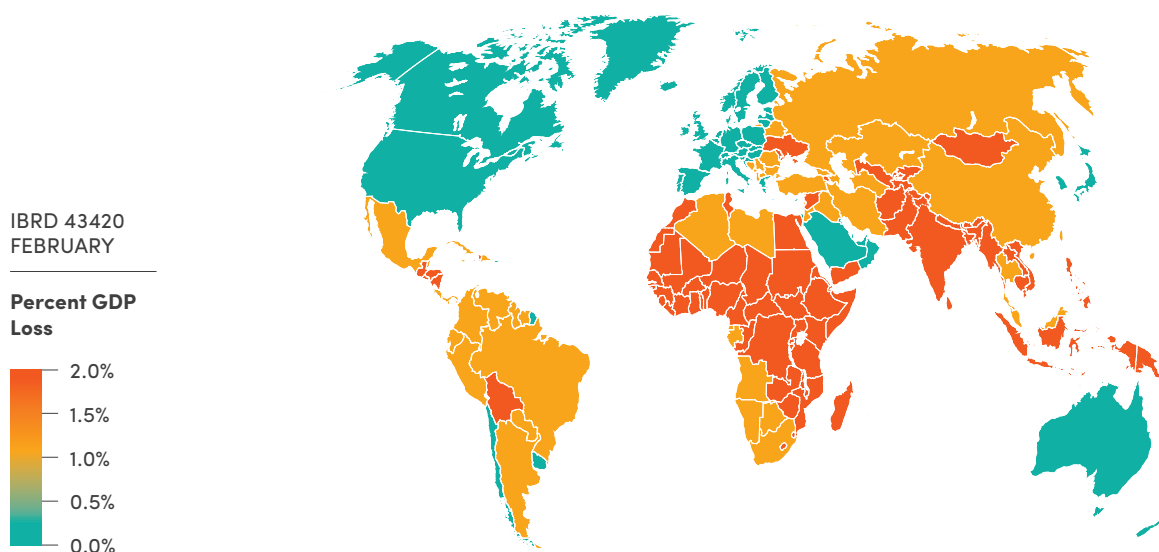 IBRD 43420
FEBRUARY
Percent GDP
Loss
2.0%
1.5%
1.0%
0.5%
0.0%